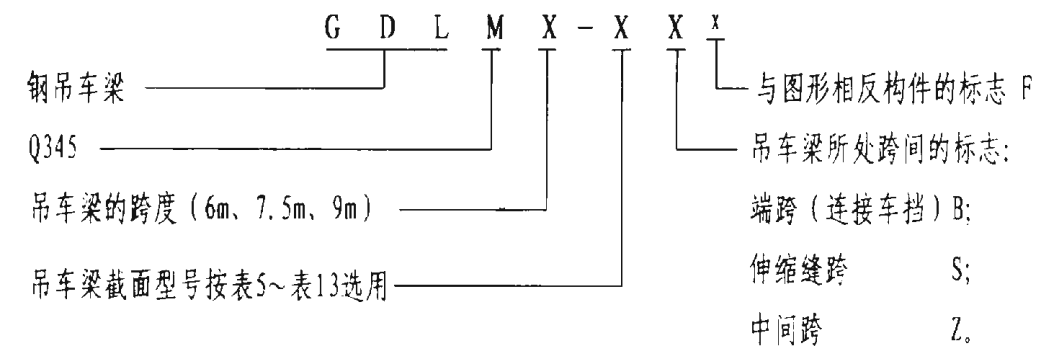 G D L M X - X X x
钢吊车梁
与图形相反构件的标志 F
Q345
吊车梁所处跨间的标志:
吊车梁的跨度(6m、7.5m、9m)
端跨(连接车挡)B;
吊车梁截面型号按表5~表13选用
伸缩缝跨 S;
中间跨 Z。